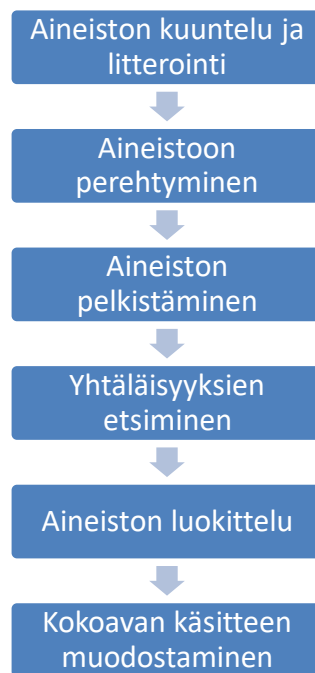 Aineiston kuuntelu ja
litterointi
Aineistoon
perehtyminen
Aineiston
pelkistäminen
Yhtäläisyyksien
etsiminen
Aineiston luokittelu
Kokoavan käsitteen
muodostaminen